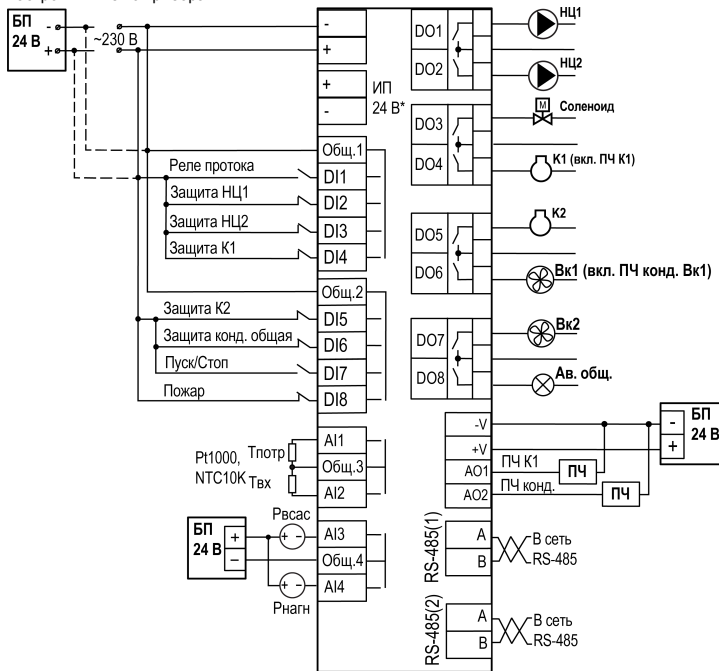 БП
24 В
-
+
~230 В
-
+
+
-
ИП
24 В*
Общ.1
Реле протока
DI1
Защита НЦ1
DI2
Защита НЦ2
DI3
Защита К1
DI4
Общ.2
Защита К2
DI5
Защита конд. общая
DI6
Пуск/Стоп
DI7
Пожар
DI8
Pt1000,
NTC10K
Тпотр
Твх
AI1
Общ.3
AI2
БП
24 В
+
-
Рвсас
+ -
AI3
Общ.4
+ -
AI4
Рнагн
DO1
DO2
НЦ1
НЦ2
DO3
DO4
M
Соленоид
К1 (вкл. ПЧ К1)
DO5
DO6
К2
Вк1 (вкл. ПЧ конд. Вк1)
DO7
DO8
Вк2
Ав. общ.
-V
+V
AO1
AO2
ПЧ К1
ПЧ
ПЧ конд.
ПЧ
-
+
БП
24 В
RS-485(1)
A
B
В сеть
RS-485
RS-485(2)
A
B
В сеть
RS-485